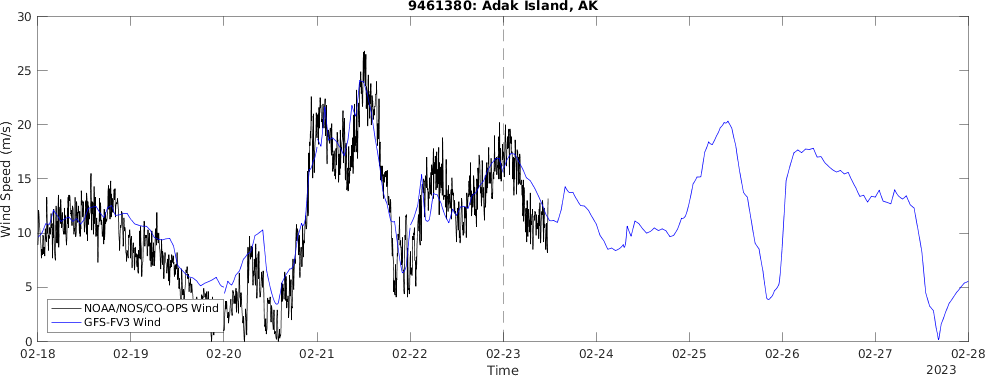 9461380: Adak Island, AK
Wind Speed (m/s)
30
25
20
15
10
5
0
NOAA/NOS/CO-OPS Wind
GFS-FV3 Wind
02-18 02-19 02-20 02-21 02-22 02-23 02-24 02-25 02-26 02-27 02-28
Time
2023